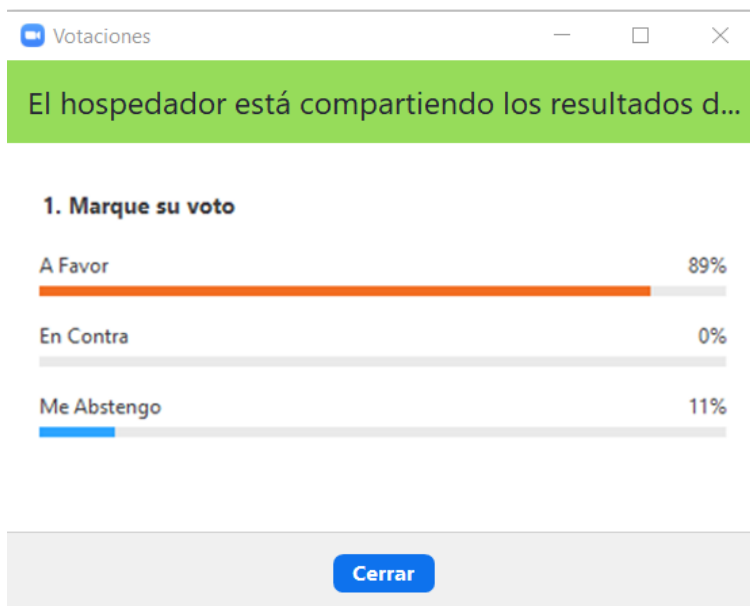 Votaciones
El hospedador está compartiendo los resultados d...
1. Marque su voto
A Favor 89%
En Contra 0%
Me Abstengo 11%
Cerrar